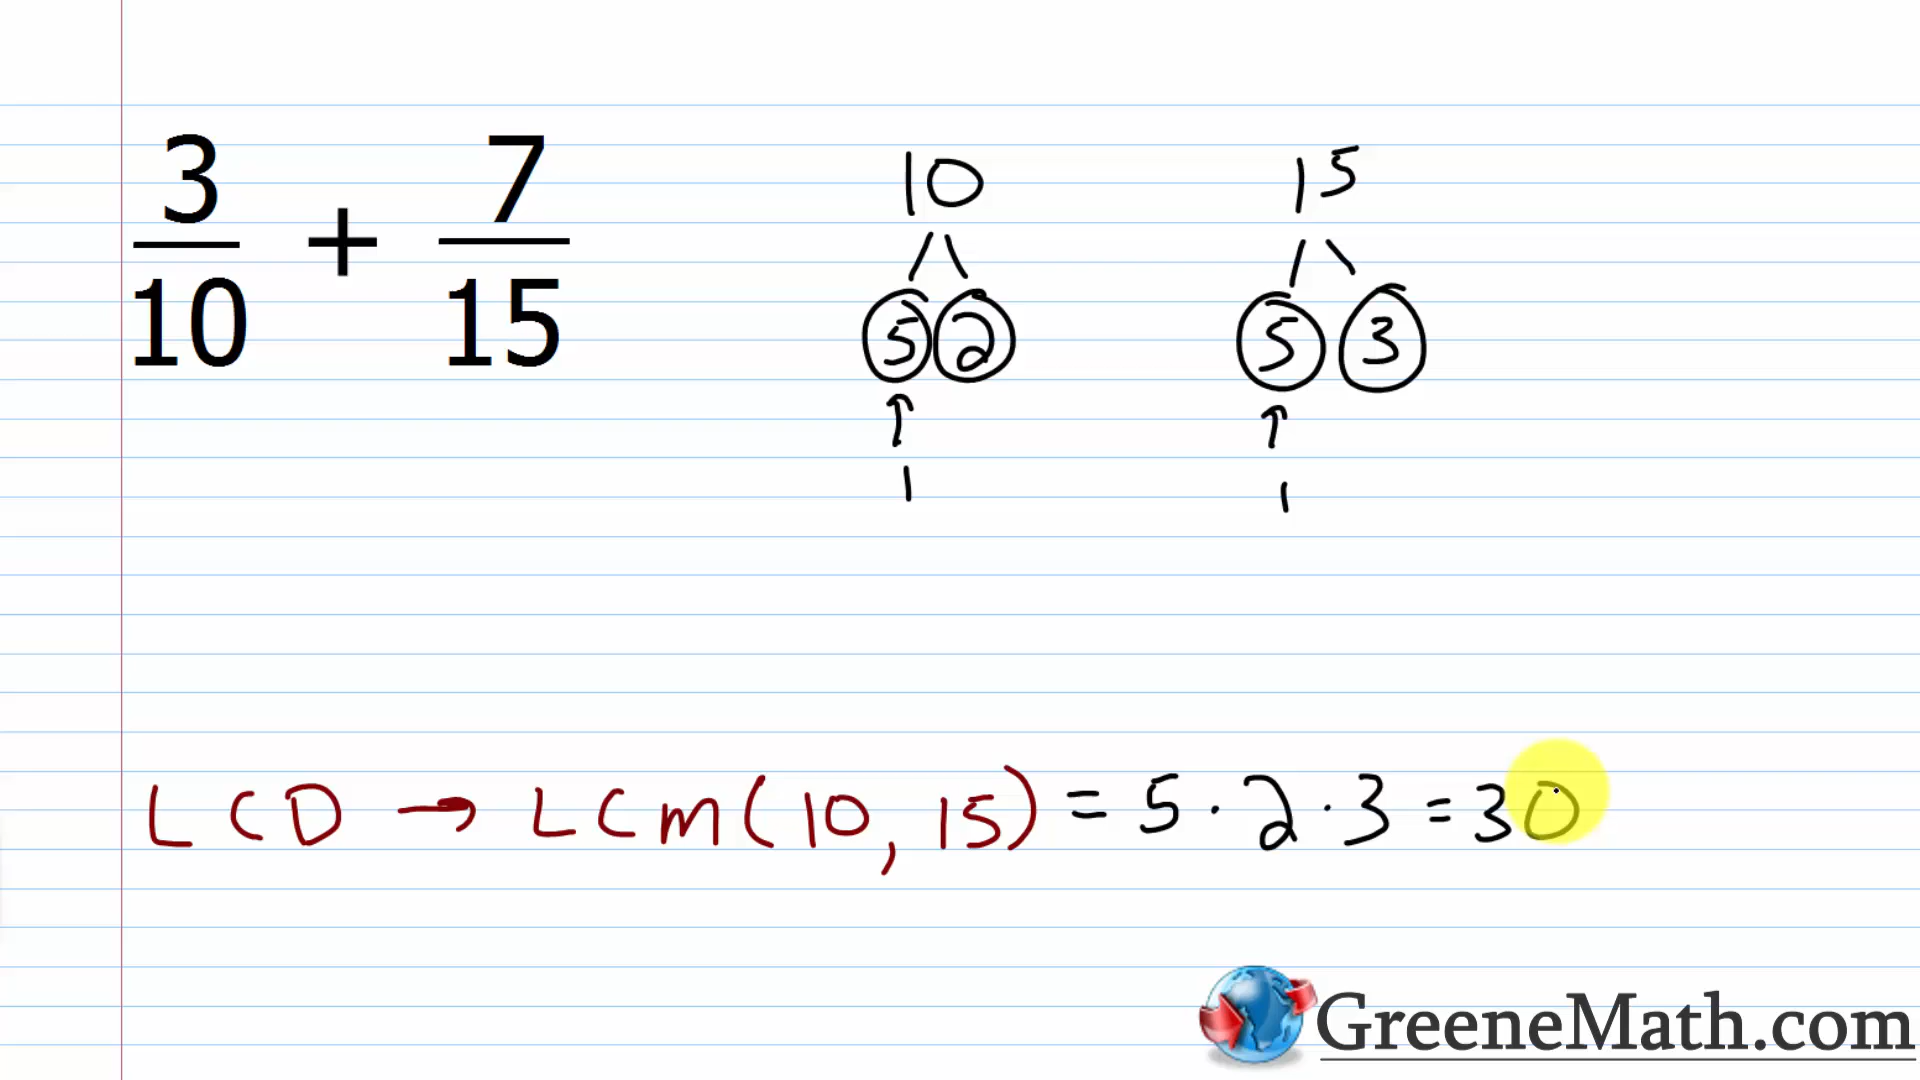 3/10 + 7/15
10 15
5 2 5 3
1 1
LCD → LCM(10, 15) = 5 · 2 · 3 = 30
GreeneMath.com